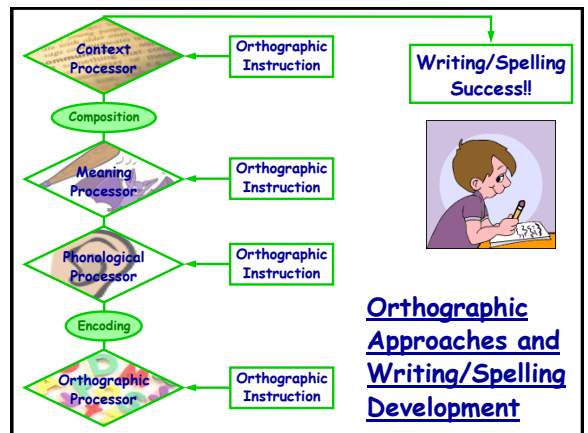 Context
Processor
Orthographic
Instruction
Writing/Spelling
Success!!
Composition
Meaning
Processor
Orthographic
Instruction
Phonological
Processor
Orthographic
Instruction
Encoding
Orthographic
Processor
Orthographic
Instruction
Orthographic
Approaches and
Writing/Spelling
Development